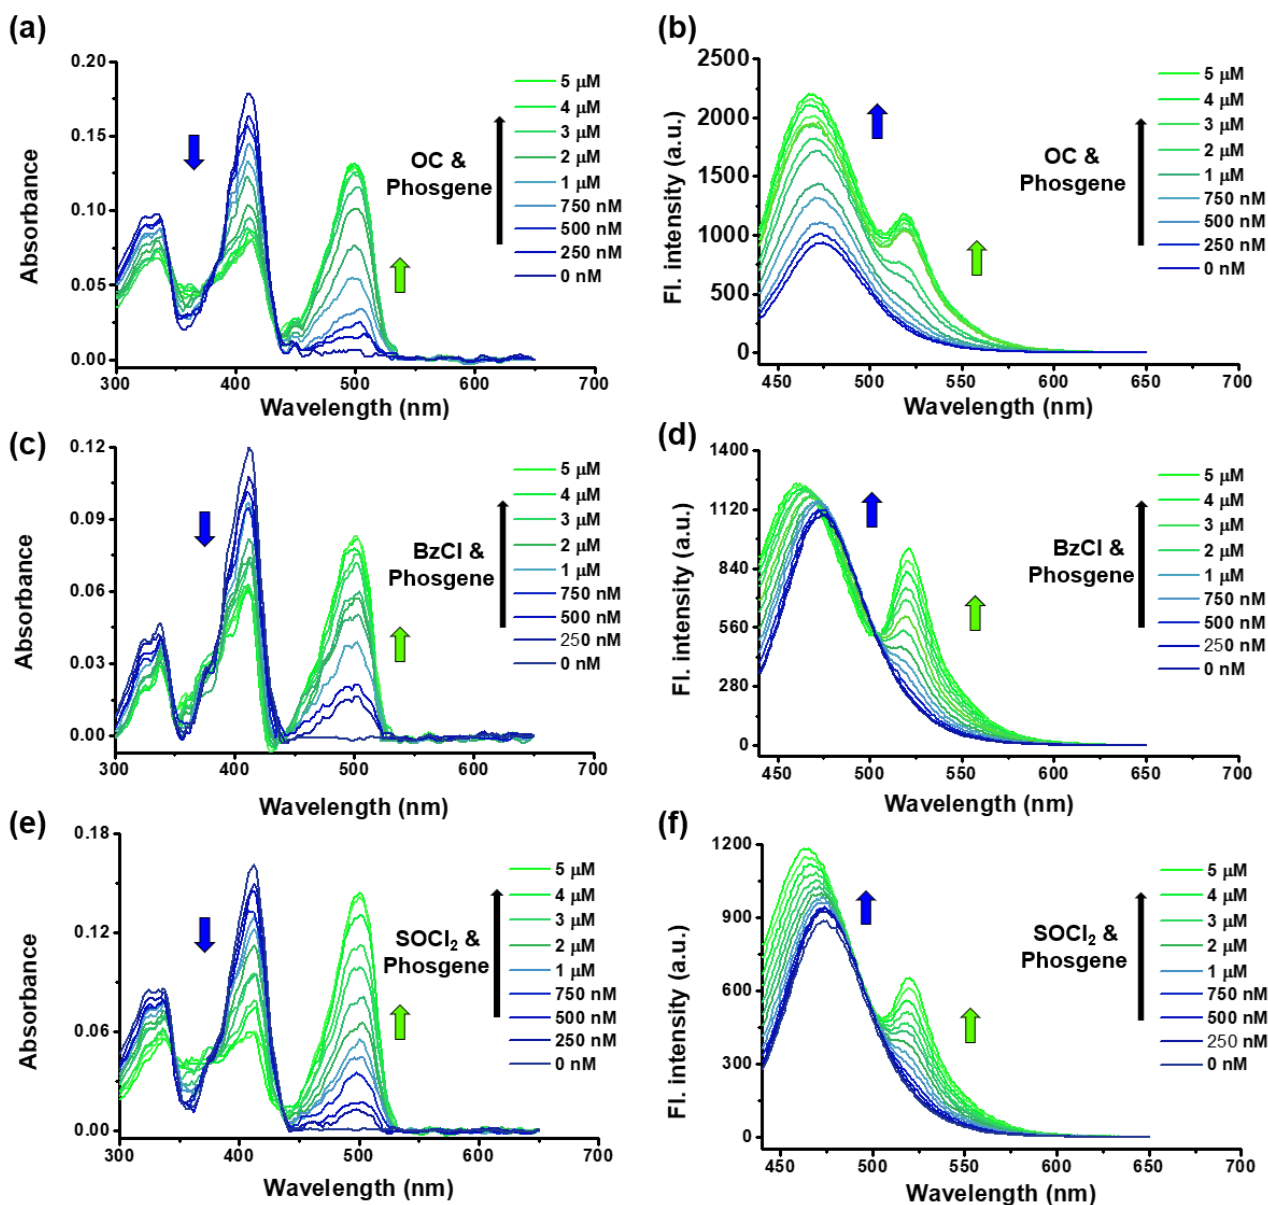 (a)
0.20
0.15
0.10
0.05
0.00
300
400
500
600
700
Absorbance
Wavelength (nm)
OC &
Phosgene
5 μM
4 μM
3 μM
2 μM
1 μM
750 nM
500 nM
250 nM
0 nM
(b)
2500
2000
1500
1000
500
0
450
500
550
600
650
700
Fl. intensity (a.u.)
Wavelength (nm)
OC &
Phosgene
5 μM
4 μM
3 μM
2 μM
1 μM
750 nM
500 nM
250 nM
0 nM
(c)
0.12
0.09
0.06
0.03
0.00
300
400
500
600
700
Absorbance
Wavelength (nm)
BzCl &
Phosgene
5 μM
4 μM
3 μM
2 μM
1 μM
750 nM
500 nM
250 nM
0 nM
(d)
1400
1120
840
560
280
0
450
500
550
600
650
700
Fl. intensity (a.u.)
Wavelength (nm)
BzCl &
Phosgene
5 μM
4 μM
3 μM
2 μM
1 μM
750 nM
500 nM
250 nM
0 nM
(e)
0.18
0.12
0.06
0.00
300
400
500
600
700
Absorbance
Wavelength (nm)
SOCl₂ &
Phosgene
5 μM
4 μM
3 μM
2 μM
1 μM
750 nM
500 nM
250 nM
0 nM
(f)
1200
900
600
300
0
450
500
550
600
650
700
Fl. intensity (a.u.)
Wavelength (nm)
SOCl₂ &
Phosgene
5 μM
4 μM
3 μM
2 μM
1 μM
750 nM
500 nM
250 nM
0 nM